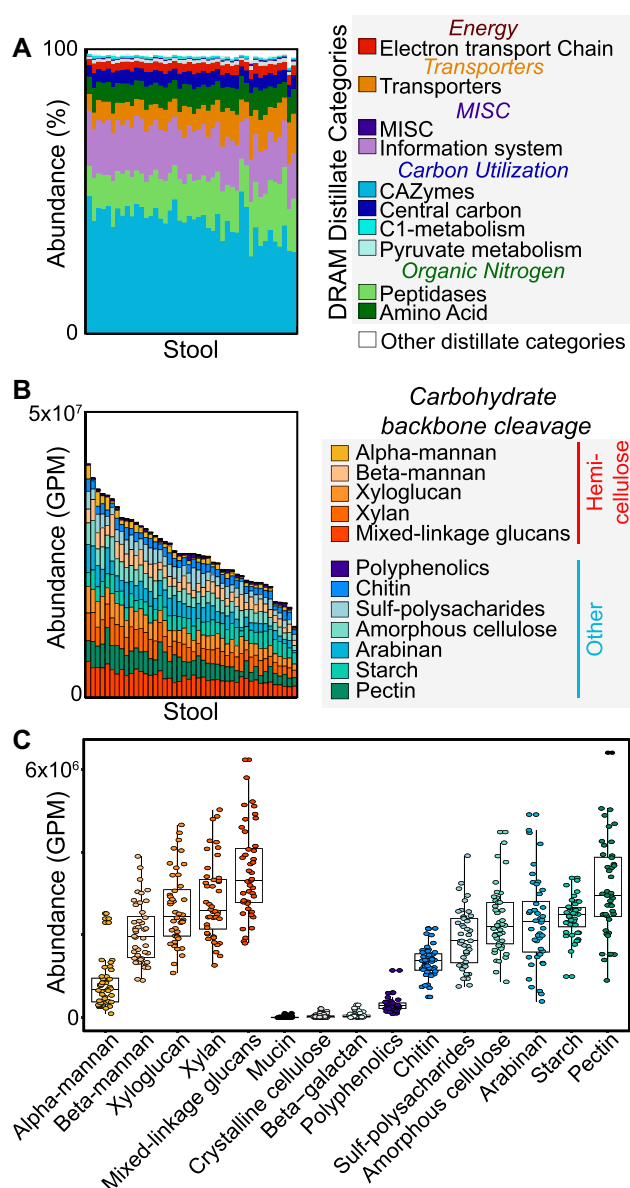 A
100
Abundance (%)
0
Stool
DRAM Distillate Categories
Energy
Electron transport Chain
Transporters
Transporters
MISC
MISC
Information system
Carbon Utilization
CAZymes
Central carbon
C1-metabolism
Pyruvate metabolism
Organic Nitrogen
Peptidases
Amino Acid
Other distillate categories
B
5x10⁷
Abundance (GPM)
0
Stool
Carbohydrate
backbone cleavage
Alpha-mannan
Beta-mannan
Xyloglucan
Xylan
Mixed-linkage glucans
Hemi-
cellulose
Polyphenolics
Chitin
Sulf-polysacharides
Amorphous cellulose
Arabinan
Starch
Pectin
Other
C
6x10⁶
Abundance (GPM)
0
Alpha-mannan
Beta-mannan
Xyloglucan
Xylan
Mixed-linkage glucans
Mucin
Crystalline cellulose
Beta-galactan
Polyphenolics
Chitin
Sulf-polysacharides
Amorphous cellulose
Arabinan
Starch
Pectin